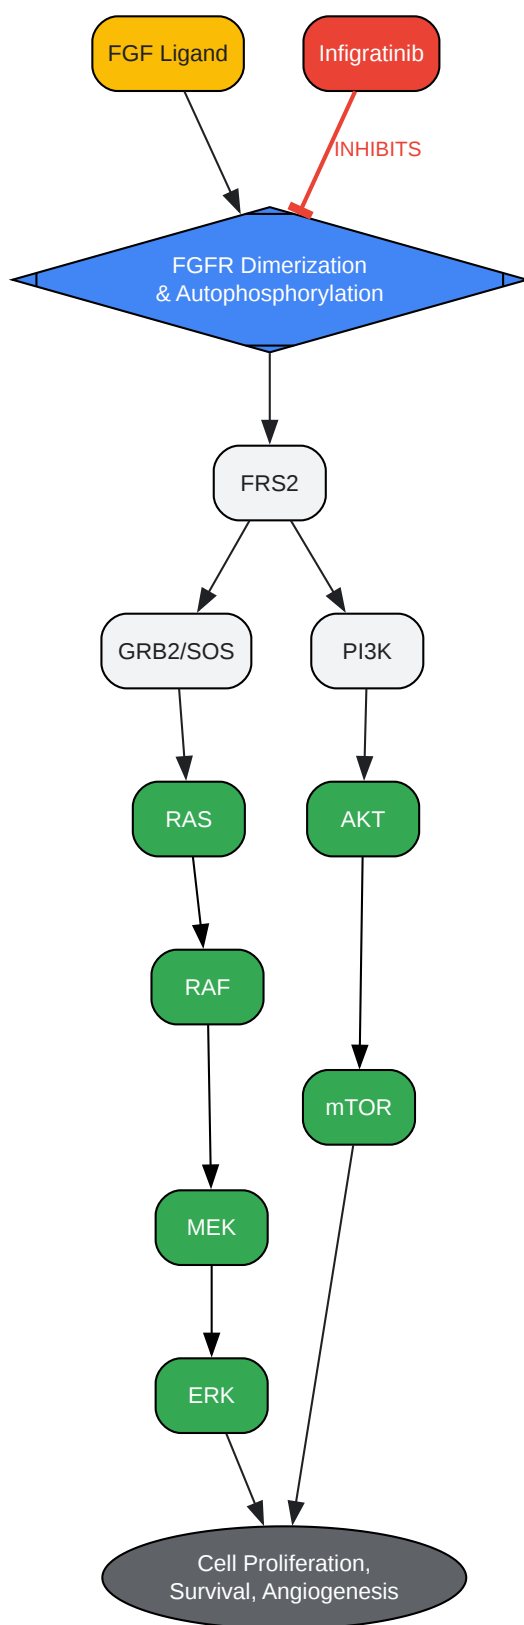 FGF Ligand
Infigratinib
INHIBITS
FGFR Dimerization
& Autophosphorylation
FRS2
GRB2/SOS
PI3K
RAS
AKT
RAF
mTOR
MEK
ERK
Cell Proliferation,
Survival, Angiogenesis